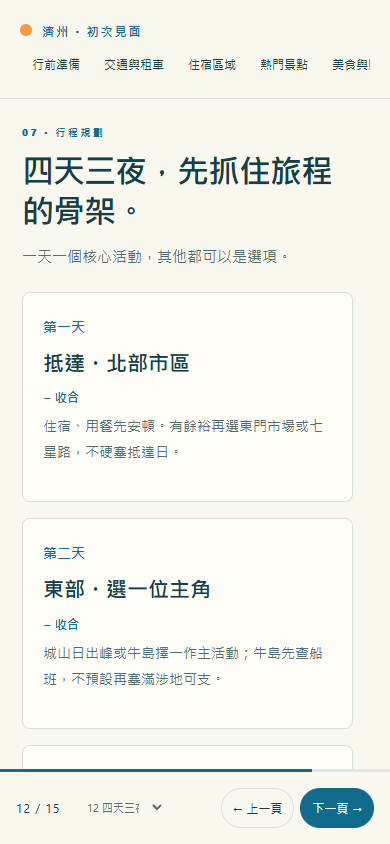 濟州・初次見面
行前準備 交通與租車 住宿區域 熱門景點 美食與
07・行程規劃
四天三夜，先抓住旅程
的骨架。
一天一個核心活動，其他都可以是選項。
第一天
抵達・北部市區
− 收合
住宿、用餐先安頓。有餘裕再選東門市場或七
星路，不硬塞抵達日。
第二天
東部・選一位主角
− 收合
城山日出峰或牛島擇一作主活動；牛島先查船
班，不預設再塞滿涉地可支。
12 / 15 12 四天三 ← 上一頁 下一頁 →